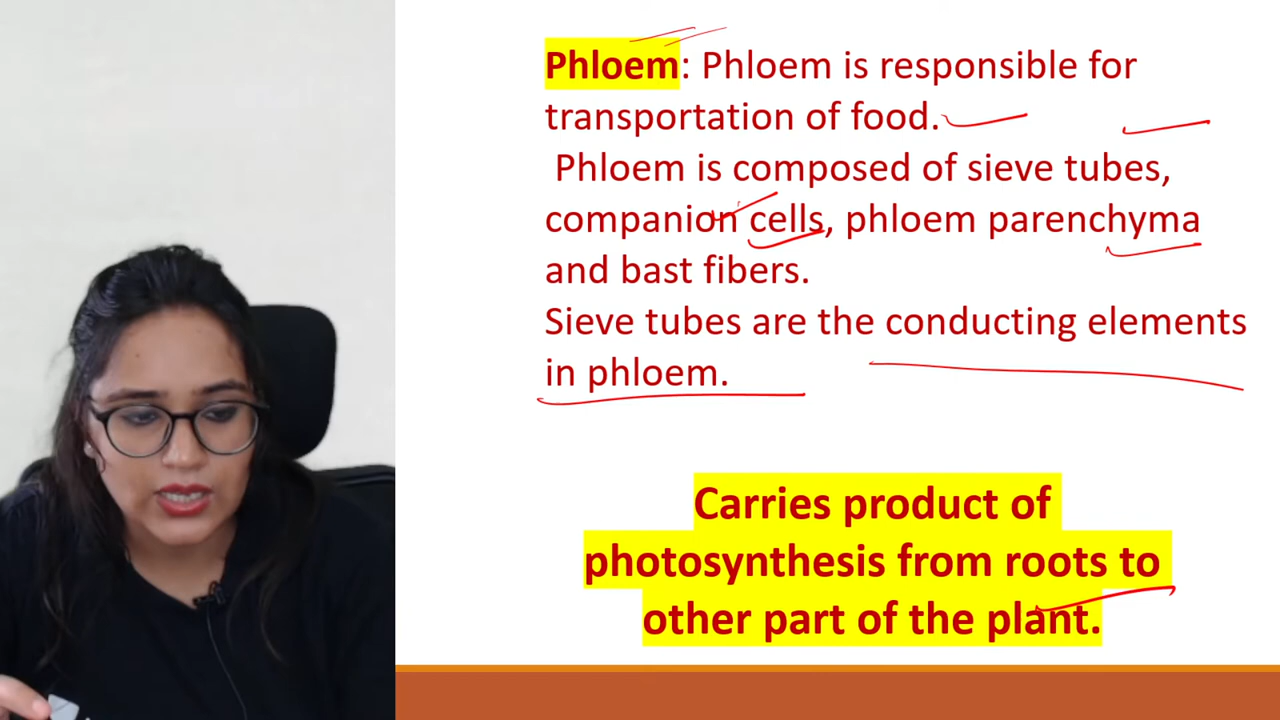 Phloem: Phloem is responsible for
transportation of food.
Phloem is composed of sieve tubes,
companion cells, phloem parenchyma
and bast fibers.
Sieve tubes are the conducting elements
in phloem.
Carries product of
photosynthesis from roots to
other part of the plant.